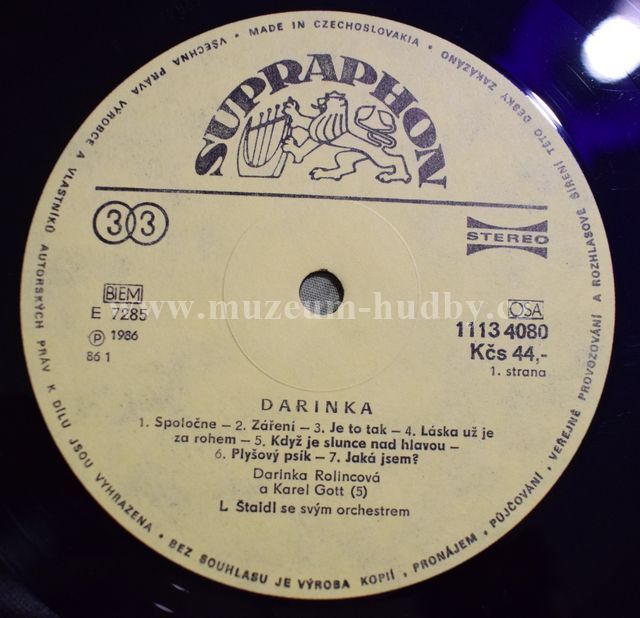 VŠECHNA PRÁVA VÝROBCE A VLASTNÍKŮ AUTORSKÝCH PRÁV K DÍLU JSOU VYHRAZENA • BEZ SOUHLASU JE VÝROBA KOPIÍ, PRONÁJEM, PŮJČOVÁNÍ, VEŘEJNÉ PROVOZOVÁNÍ A ROZHLASOVÉ ŠÍŘENÍ TÉTO DESKY ZAKÁZÁNO • MADE IN CZECHOSLOVAKIA •
SUPRAPHON
33
STEREO
BIEM
E 7285
Ⓟ 1986
86 1
www.muzeum-hudby.c
OSA
1113 4080
Kčs 44,-
1. strana
DARINKA
1. Spoločne – 2. Záření – 3. Je to tak – 4. Láska už je
za rohem – 5. Když je slunce nad hlavou –
6. Plyšový psík – 7. Jaká jsem?
Darinka Rolincová
a Karel Gott (5)
L. Štaidl se svým orchestrem